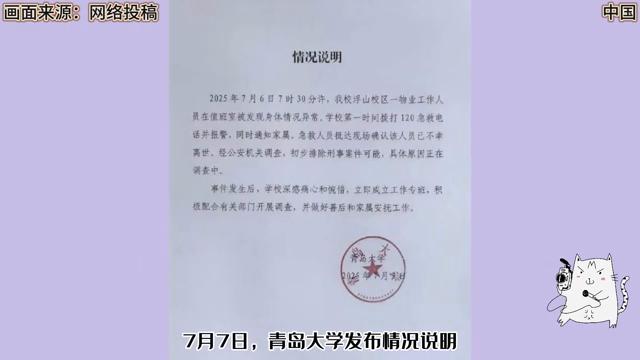 画面来源：网络投稿
中国
情况说明
2025年7月6日7时30分许，我校浮山校区一物业工作人
员在值班室被发现身体情况异常。学校第一时间拨打120急救电
话并报警，同时通知家属。急救人员抵达现场确认该人员已不幸
离世。经公安机关调查，初步排除刑事案件可能，具体原因正在
调查中。
事件发生后，学校深感痛心和惋惜，立即成立工作专班，积
极配合有关部门开展调查，并做好善后和家属安抚工作。
青岛大学
2025年7月
7月7日，青岛大学发布情况说明